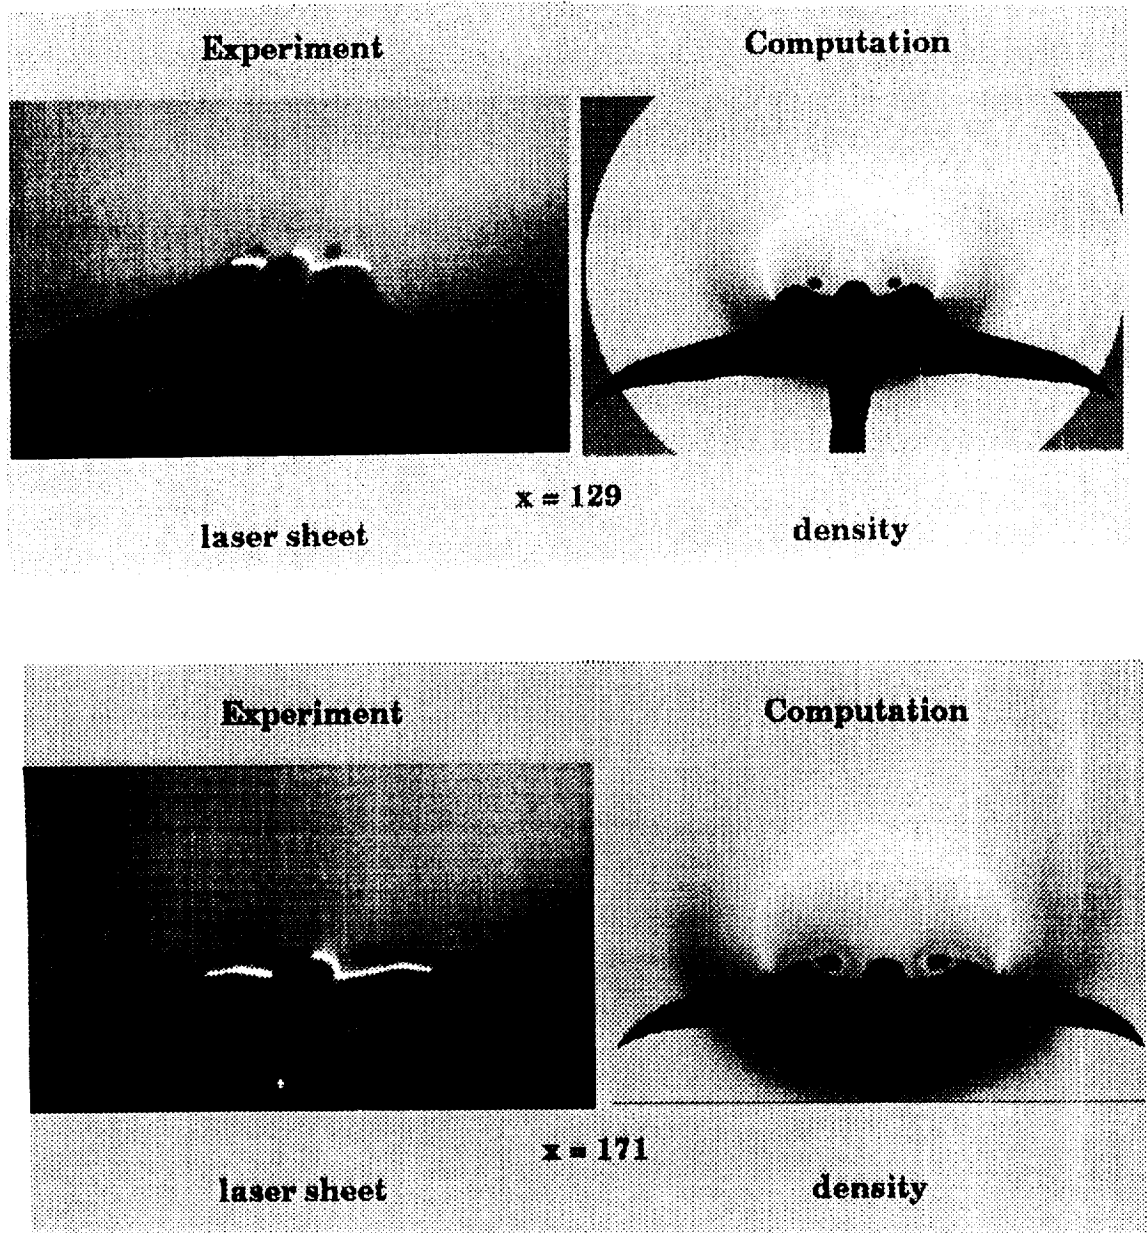 Experiment Computation
x = 129
laser sheet density
Experiment Computation
x = 171
laser sheet density